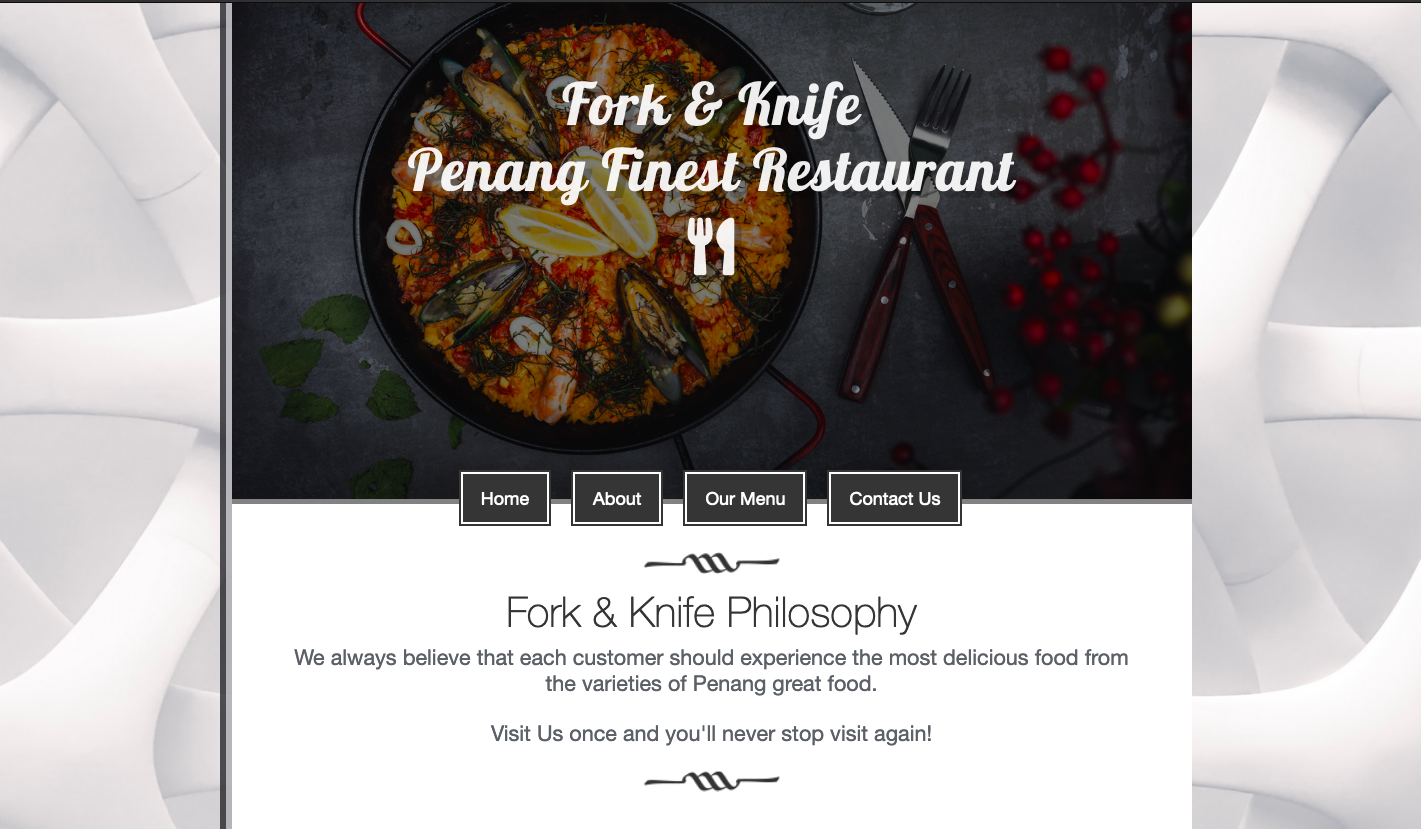 Fork & Knife
Penang Finest Restaurant
Home
About
Our Menu
Contact Us
Fork & Knife Philosophy
We always believe that each customer should experience the most delicious food from
the varieties of Penang great food.
Visit Us once and you'll never stop visit again!